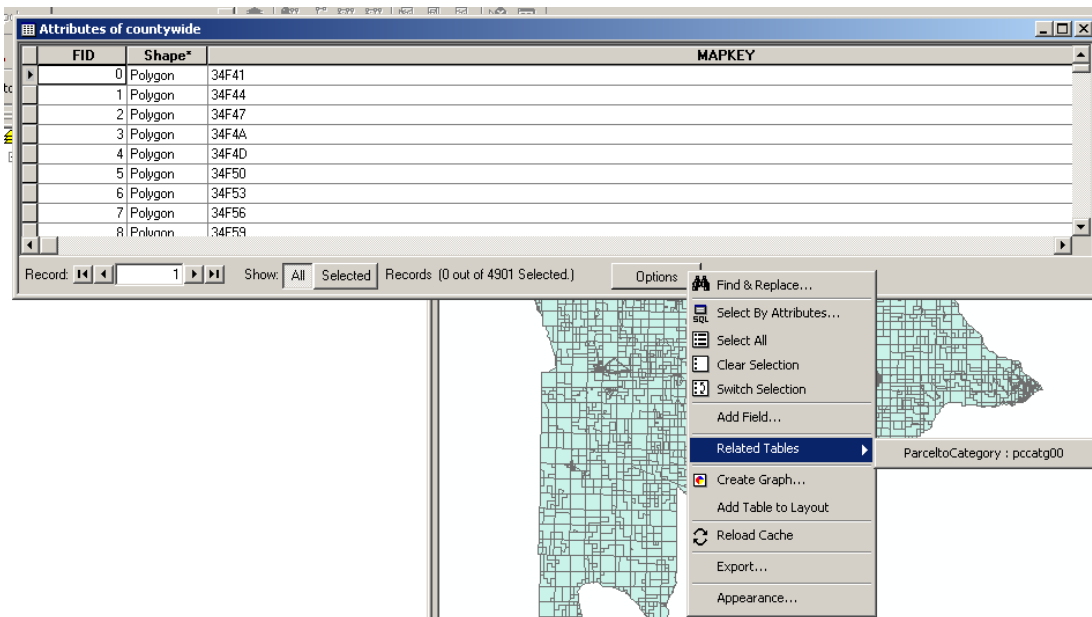 Attributes of countywide
FID Shape* MAPKEY
0 Polygon 34F41
1 Polygon 34F44
2 Polygon 34F47
3 Polygon 34F4A
4 Polygon 34F4D
5 Polygon 34F50
6 Polygon 34F53
7 Polygon 34F56
8 Polygon 34F59
Record: 1 Show: All Selected Records (0 out of 4901 Selected.) Options
Find & Replace...
SQL Select By Attributes...
Select All
Clear Selection
Switch Selection
Add Field...
Related Tables
ParceltoCategory : pccatg00
Create Graph...
Add Table to Layout
Reload Cache
Export...
Appearance...